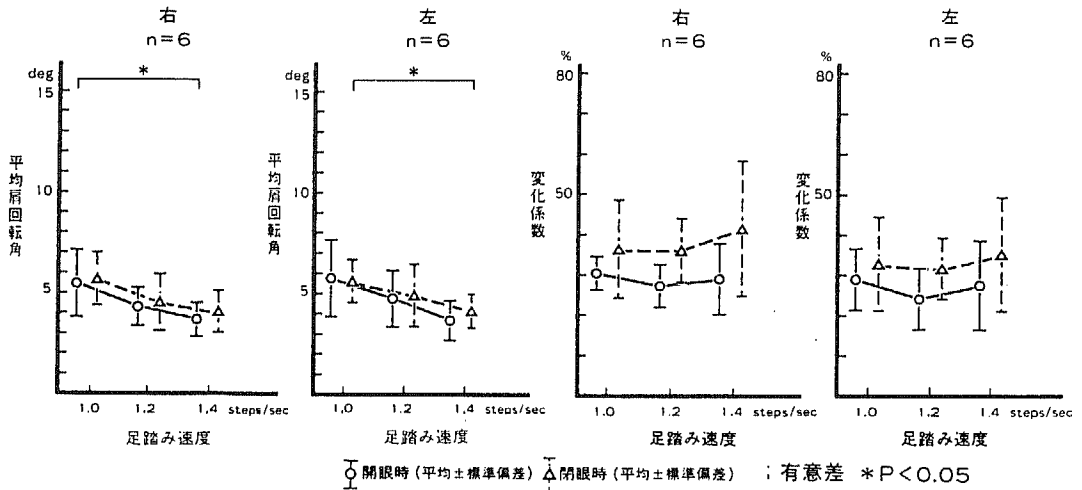 右
n=6
deg
*
15
10
5
平均肩回転角
1.0 1.2 1.4 steps/sec
足踏み速度
左
n=6
deg
*
15
10
5
平均肩回転角
1.0 1.2 1.4
足踏み速度
右
n=6
%
80
50
変化係数
1.0 1.2 1.4 steps/sec
足踏み速度
左
n=6
%
80
50
変化係数
1.0 1.2 1.4 steps/sec
足踏み速度
開眼時(平均±標準偏差) 閉眼時(平均±標準偏差) ;有意差 *P<0.05